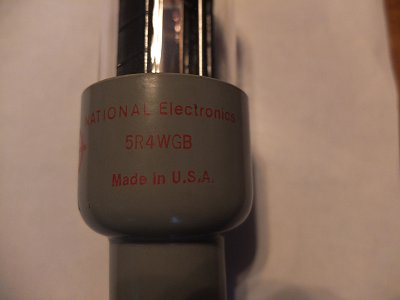 NATIONAL Electronics
5R4WGB
Made in U.S.A.